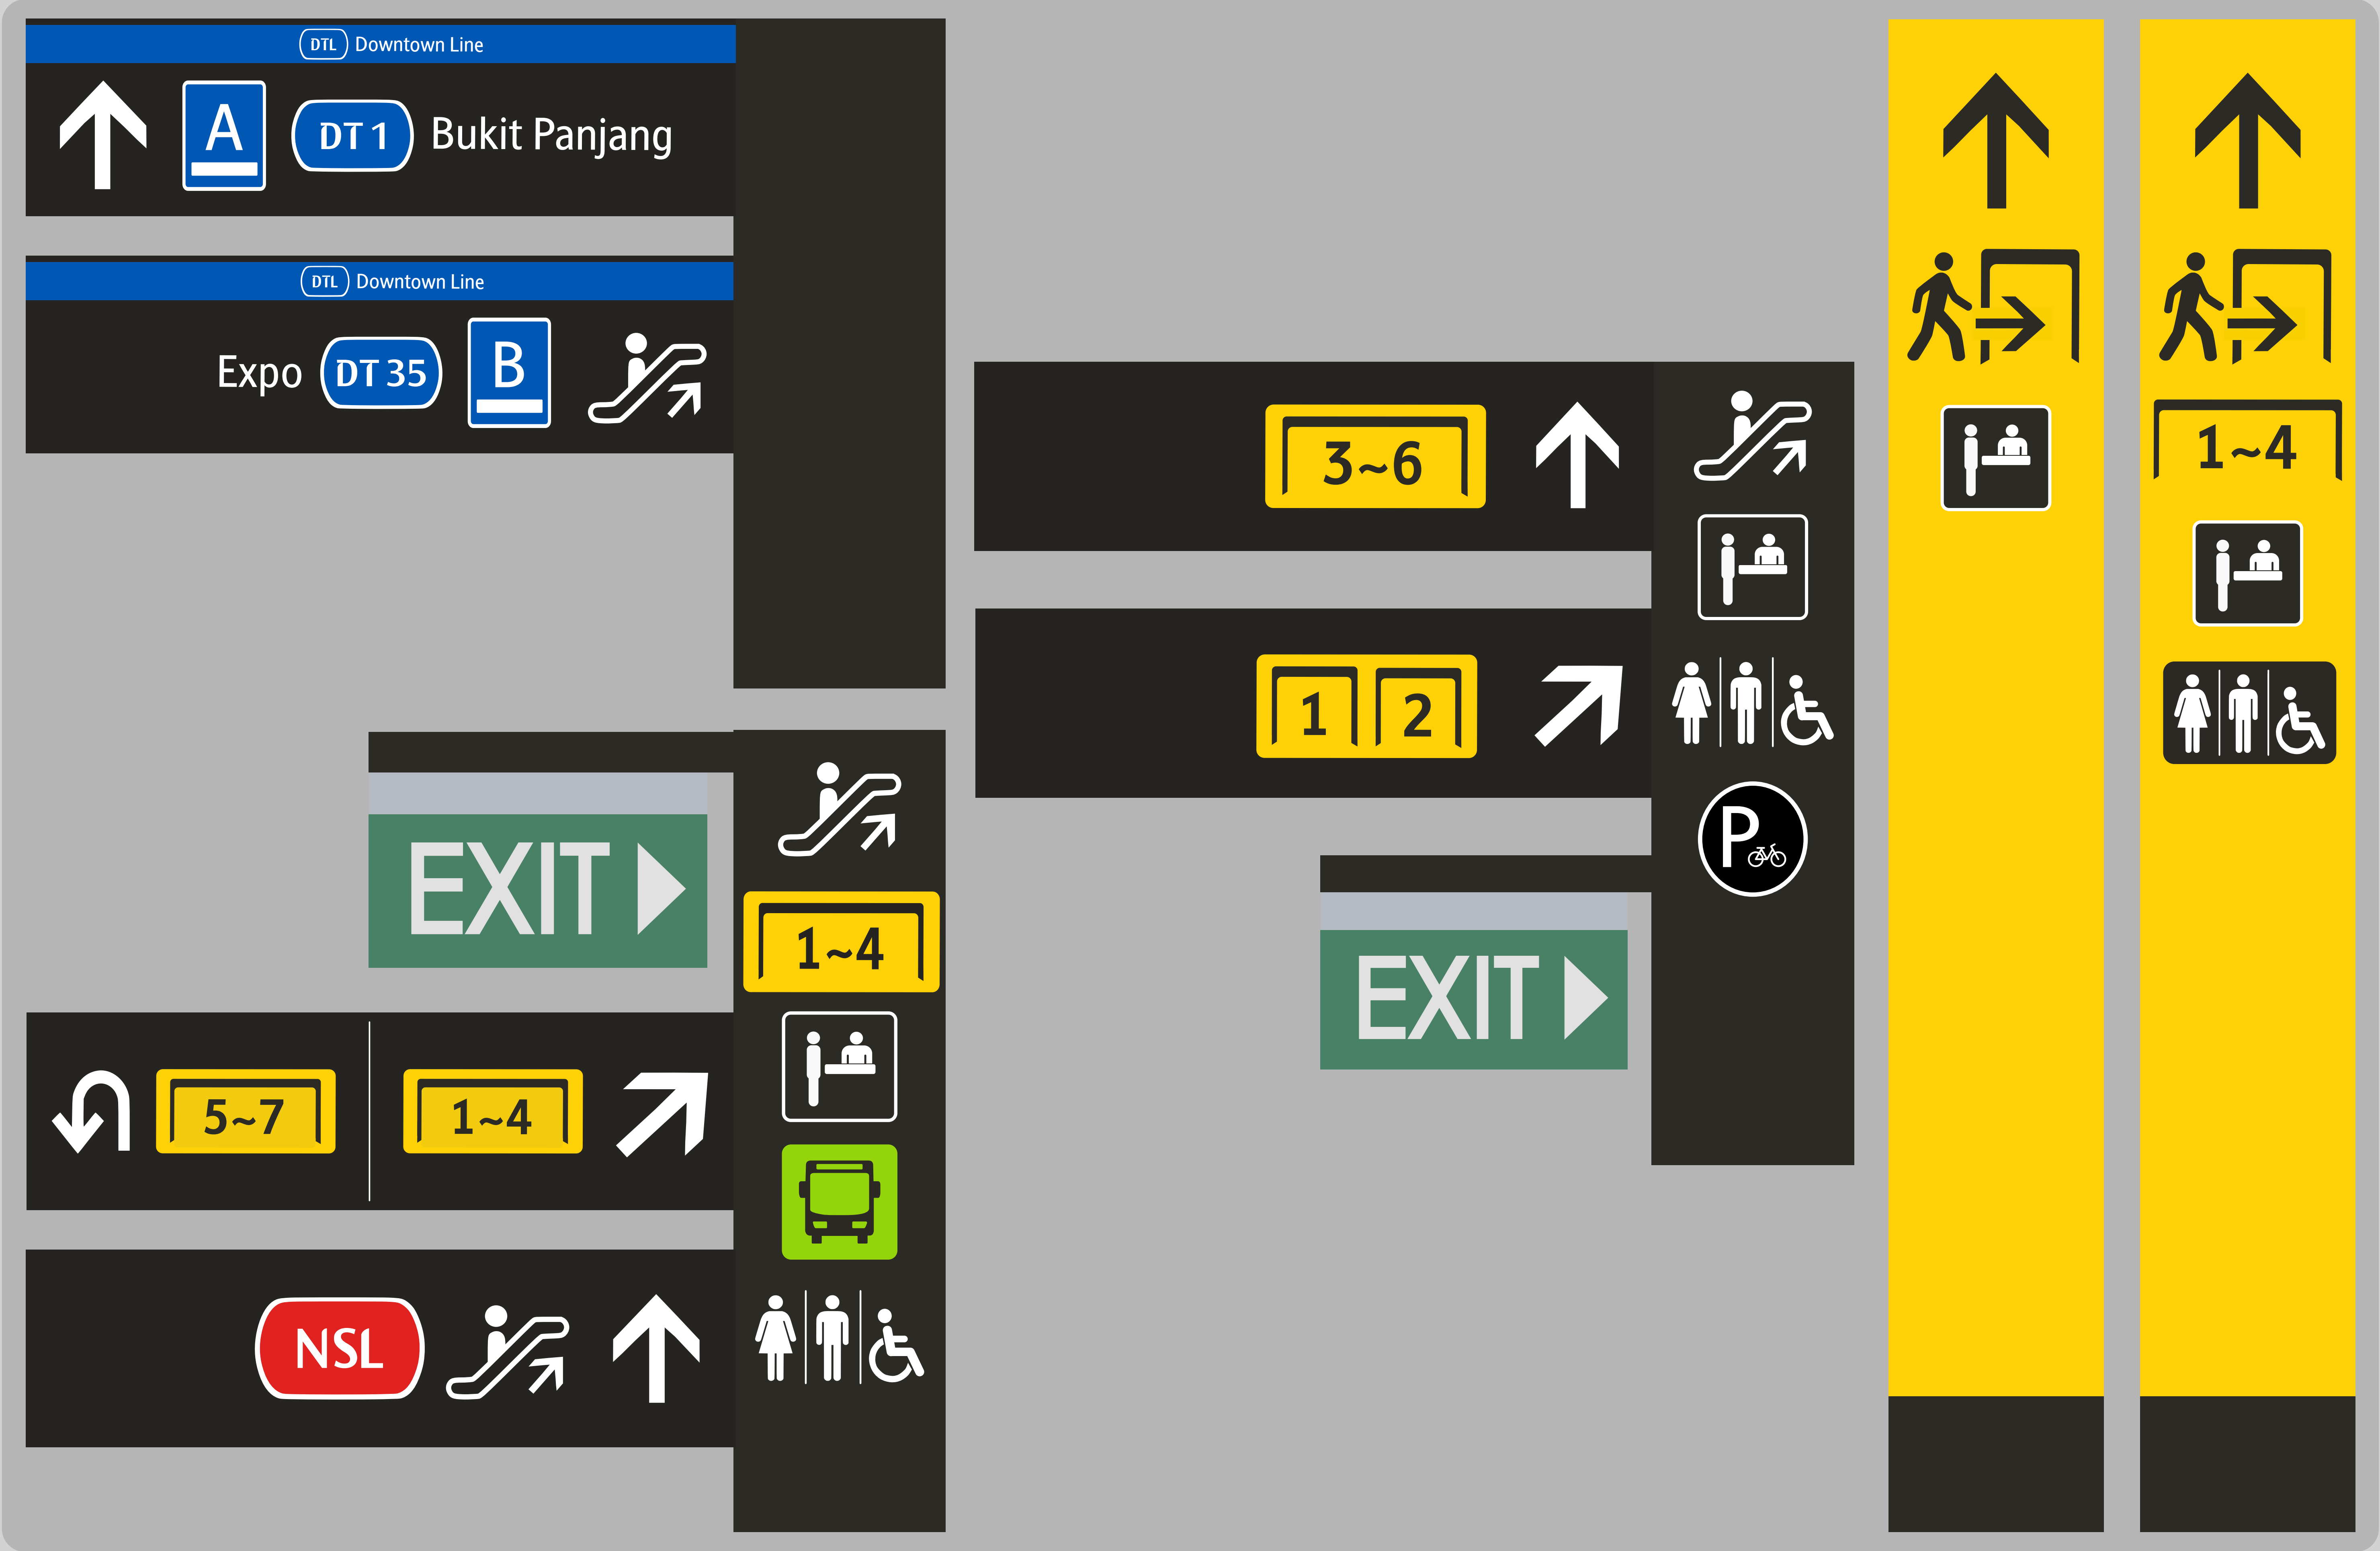 DTL Downtown Line
A DT 1 Bukit Panjang
DTL Downtown Line
Expo DT 35 B
EXIT
1~4
5~7 1~4
NSL
3~6
1 2
P
EXIT
1~4